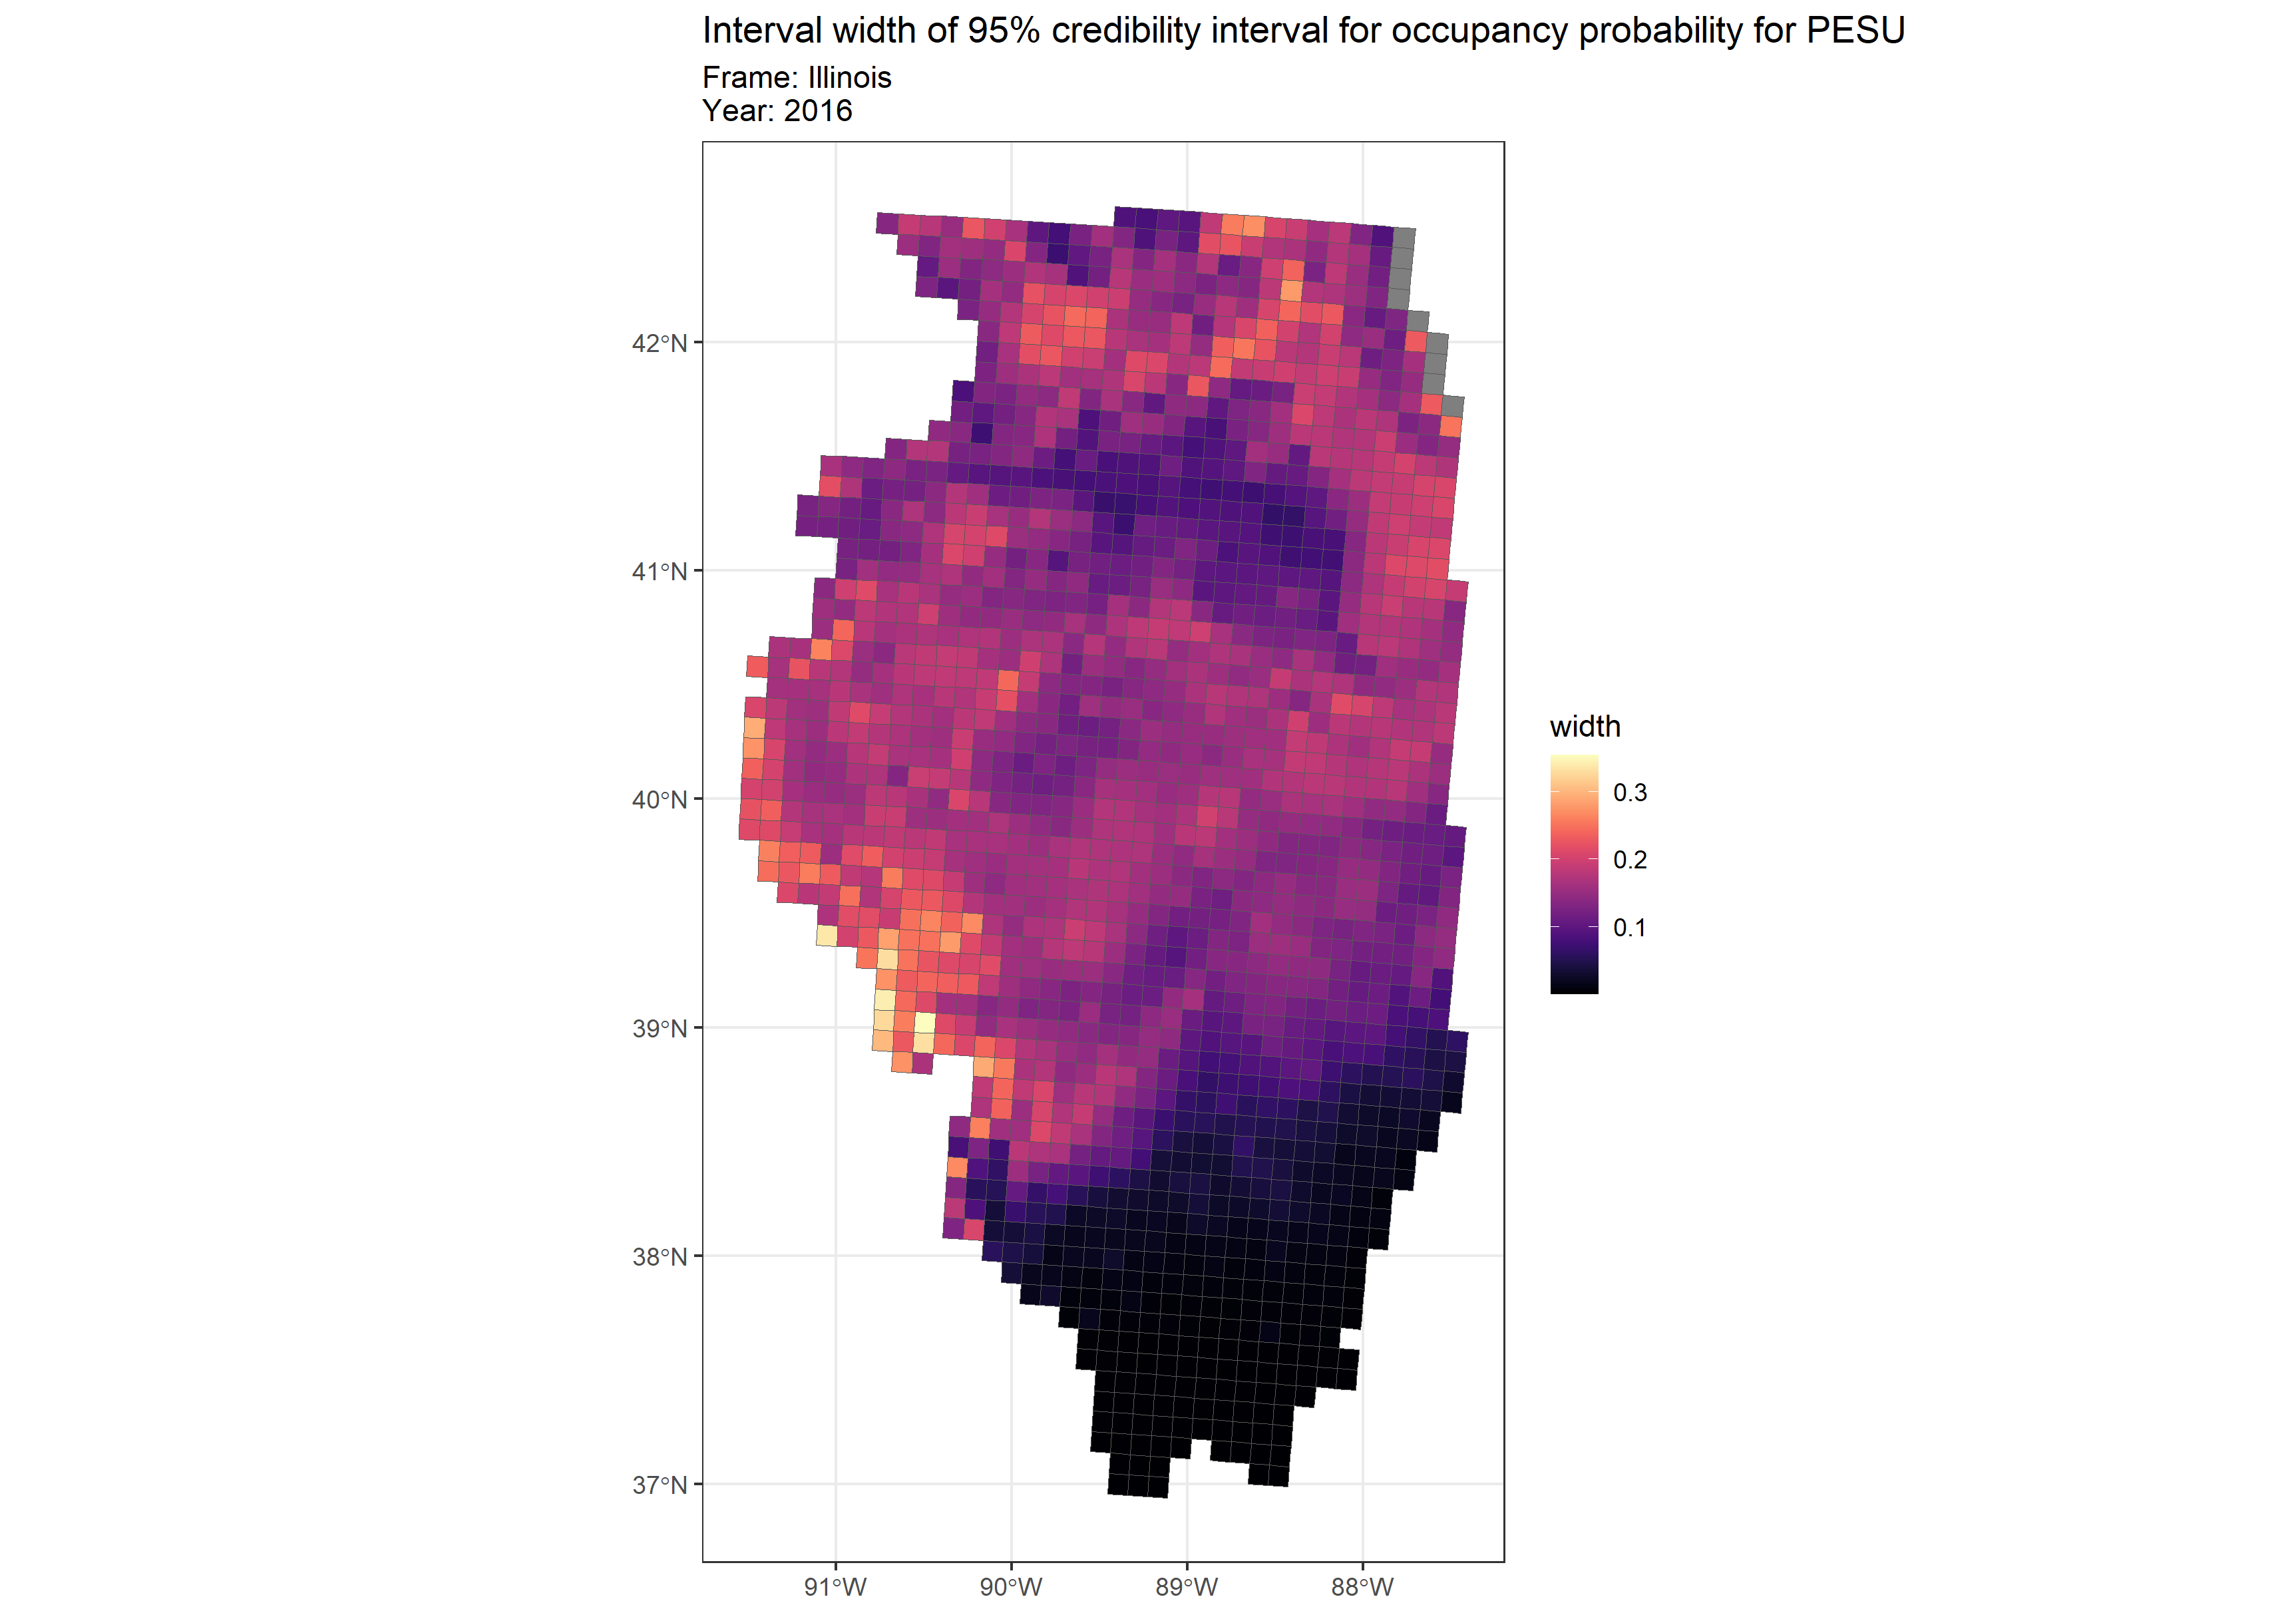 Interval width of 95% credibility interval for occupancy probability for PESU
Frame: Illinois
Year: 2016
42°N
41°N
40°N
39°N
38°N
37°N
91°W 90°W 89°W 88°W
width
0.3
0.2
0.1